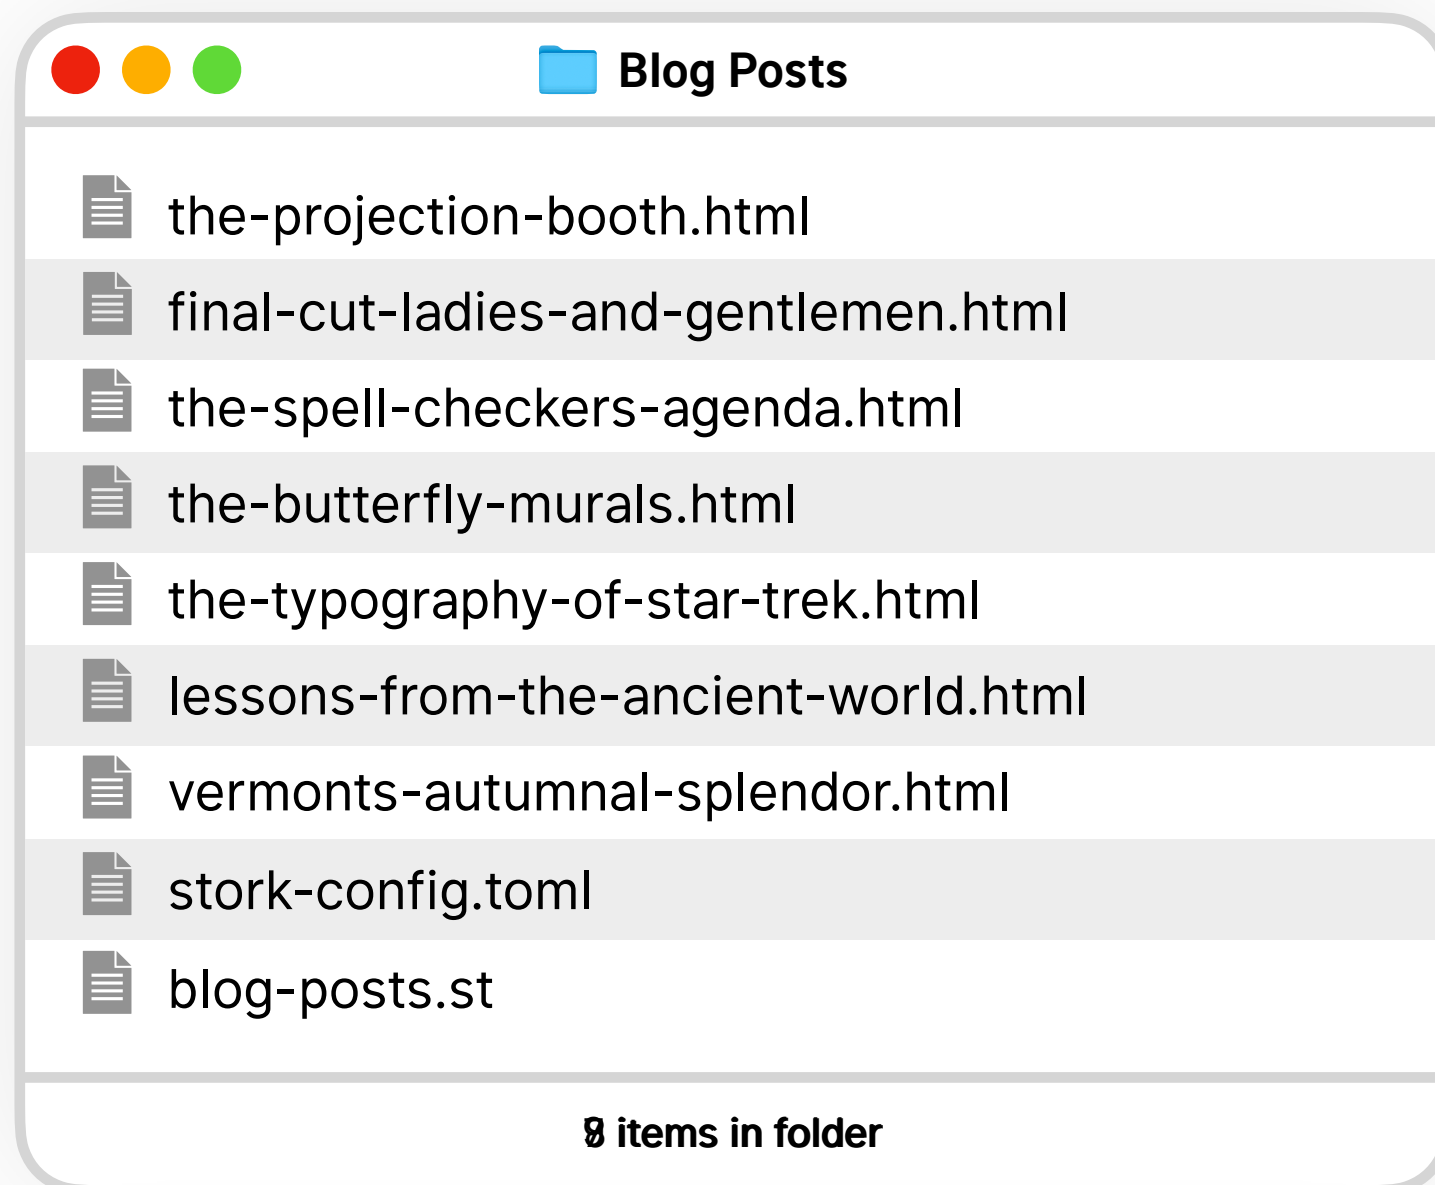 Blog Posts
the-projection-booth.html
final-cut-ladies-and-gentlemen.html
the-spell-checkers-agenda.html
the-butterfly-murals.html
the-typography-of-star-trek.html
lessons-from-the-ancient-world.html
vermonts-autumnal-splendor.html
stork-config.toml
blog-posts.st
items in folder